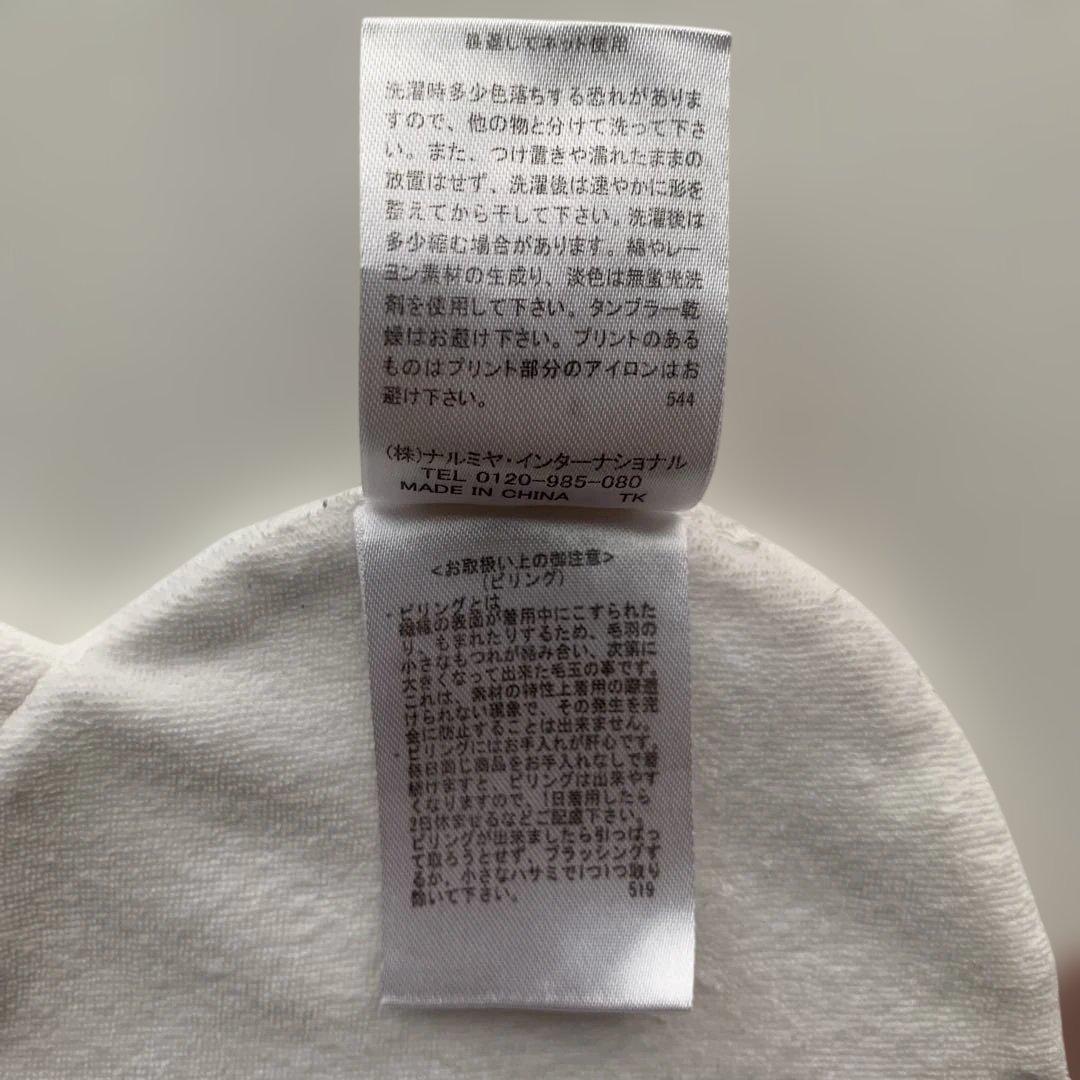 裏返してネット使用
洗濯時多少色落ちする恐れがありま
すので、他の物と分けて洗って下さ
い。また、つけ置きや濡れたままの
放置はせず、洗濯後は速やかに形を
整えてから干して下さい。洗濯後は
多少縮む場合があります。綿やレー
ヨン素材の生成り、淡色は無蛍光洗
剤を使用して下さい。タンブラー乾
燥はお避け下さい。プリントのある
ものはプリント部分のアイロンはお
避け下さい。 544
(株)ナルミヤ・インターナショナル
TEL 0120-985-080
MADE IN CHINA TK
<お取扱い上の御注意>
(ピリング)
・ピリングとは
繊維の表面が着用中にこすられた
り、もまれたりするため、毛羽の
小さなもつれが絡み合い、次第に
大きくなって出来た毛玉の事です。
これは、素材の特性上着用の際避
けられない現象で、その発生を完
全に防止することは出来ません。
・ピリングにはお手入れが肝心です。
毎日同じ商品をお手入れなしで着
続けますと、ピリングは出来やす
くなりますので、1日着用したら
2日休ませるなどご配慮下さい。
ピリングが出来ましたら引っぱっ
て取ろうとせず、ブラッシングす
るか、小さなハサミで1つ1つ取り
除いて下さい。 519